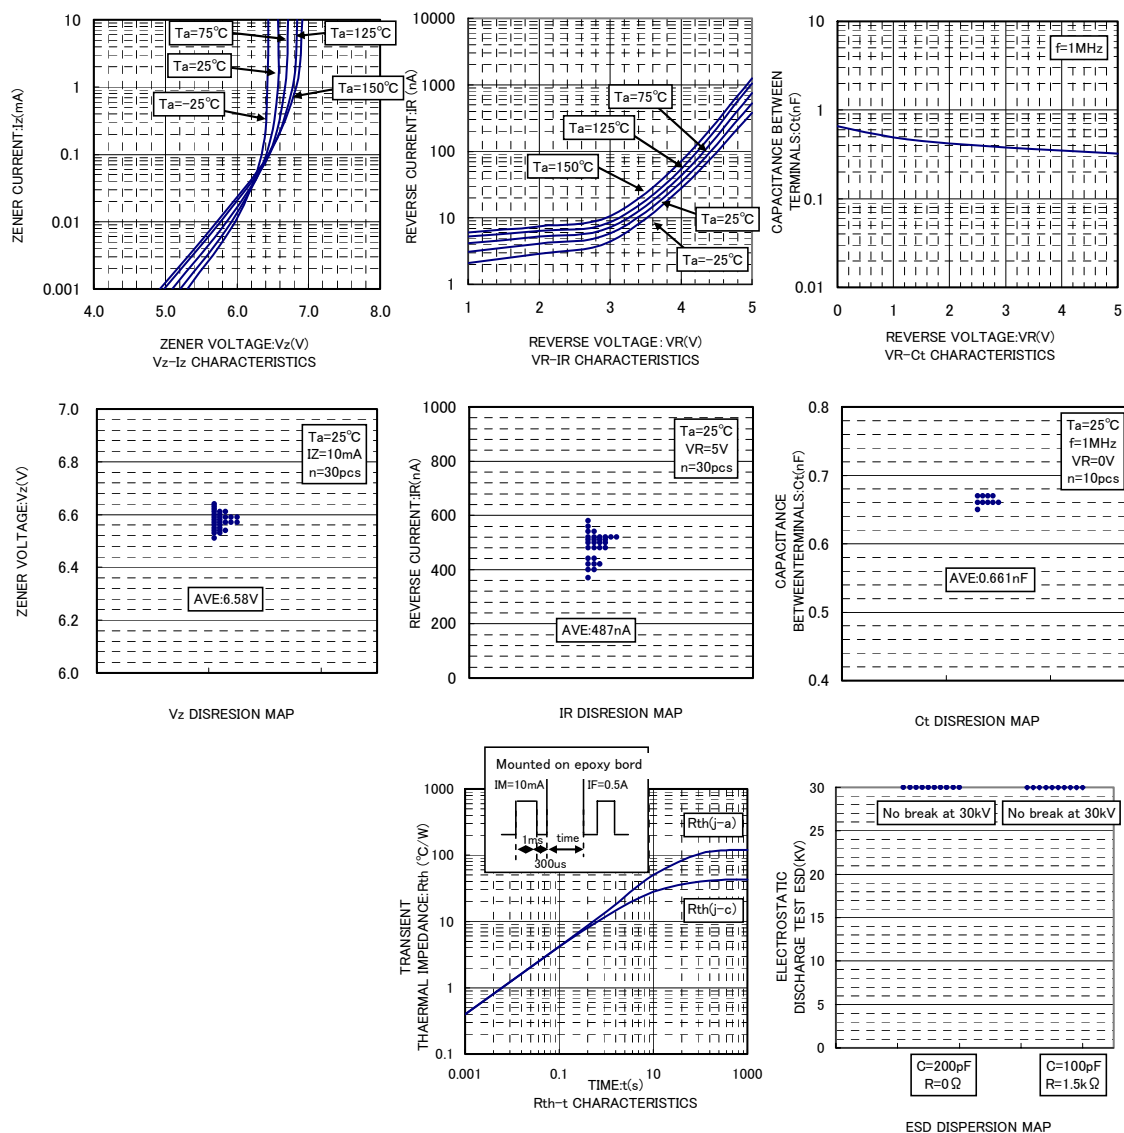 ZENER CURRENT:Iz(mA)
10
1
0.1
0.01
0.001
Ta=75℃
Ta=125℃
Ta=25℃
Ta=150℃
Ta=-25℃
4.0 5.0 6.0 7.0 8.0
ZENER VOLTAGE:Vz(V)
Vz-Iz CHARACTERISTICS
REVERSE CURRENT:IR (nA)
10000
1000
100
10
1
Ta=75℃
Ta=125℃
Ta=150℃
Ta=25℃
Ta=-25℃
1 2 3 4 5
REVERSE VOLTAGE: VR(V)
VR-IR CHARACTERISTICS
CAPACITANCE BETWEEN
TERMINALS:Ct(nF)
10
1
0.1
0.01
f=1MHz
0 1 2 3 4 5
REVERSE VOLTAGE:VR(V)
VR-Ct CHARACTERISTICS
ZENER VOLTAGE:Vz(V)
7.0
6.8
6.6
6.4
6.2
6.0
Ta=25℃
IZ=10mA
n=30pcs
AVE:6.58V
Vz DISRESION MAP
REVERSE CURRENT:IR(nA)
1000
800
600
400
200
0
Ta=25℃
VR=5V
n=30pcs
AVE:487nA
IR DISRESION MAP
CAPACITANCE
BETWEENTERMINALS:Ct(nF)
0.8
0.7
0.6
0.5
0.4
Ta=25℃
f=1MHz
VR=0V
n=10pcs
AVE:0.661nF
Ct DISRESION MAP
TRANSIENT
THAERMAL IMPEDANCE:Rth (℃/W)
1000
100
10
1
0.1
Mounted on epoxy bord
IM=10mA IF=0.5A
1ms time
300us
Rth(j-a)
Rth(j-c)
0.001 0.1 10 1000
TIME:t(s)
Rth-t CHARACTERISTICS
ELECTROSTATIC
DISCHARGE TEST ESD(KV)
30
25
20
15
10
5
0
No break at 30kV
No break at 30kV
C=200pF
R=0Ω
C=100pF
R=1.5kΩ
ESD DISPERSION MAP